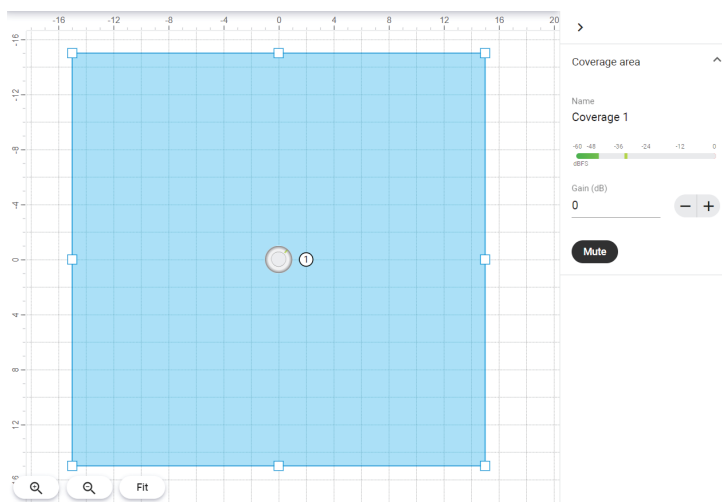 -16 -12 -8 -4 0 4 8 12 16 20
-16
-12
-8
-4
0
4
8
12
16
1
Fit
Coverage area
Name
Coverage 1
-60 -48 -36 -24 -12 0
dBFS
Gain (dB)
0
Mute